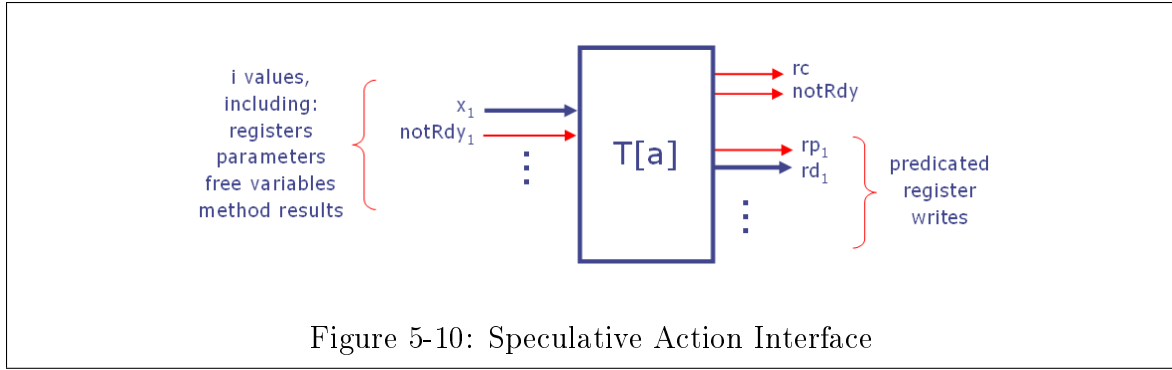 i values,
including:
registers
parameters
free variables
method results
x₁
notRdy₁
T[a]
rc
notRdy
rp₁
rd₁
predicated
register
writes
Figure 5-10: Speculative Action Interface